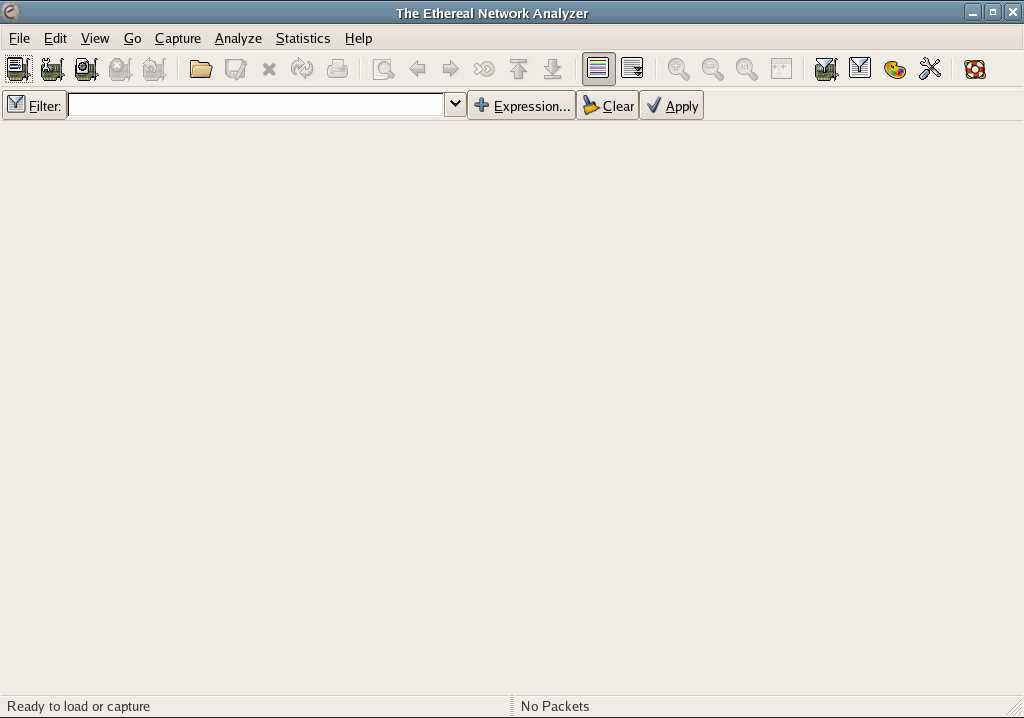 The Ethereal Network Analyzer
File Edit View Go Capture Analyze Statistics Help
Filter: Expression... Clear Apply
Ready to load or capture No Packets